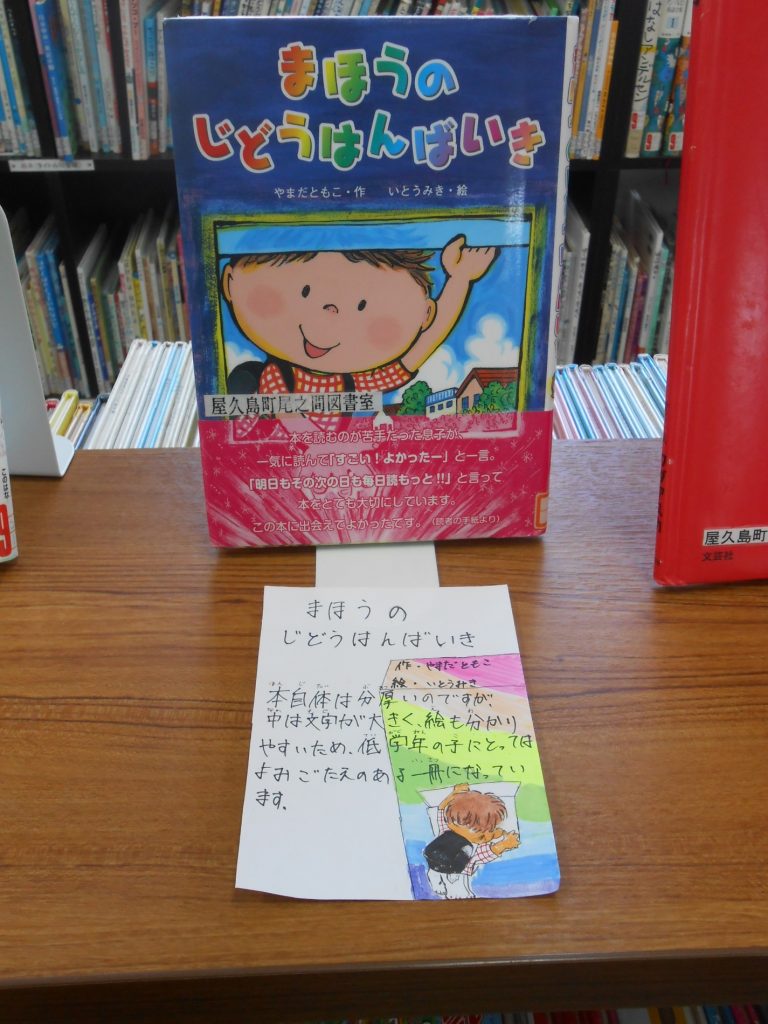 まほうの
じどうはんばいき
やまだともこ・作 いとうみき・絵
屋久島町尾之間図書室
本を読むのが苦手だった息子が、
一気に読んで「すごい！よかったー」と一言。
「明日もその次の日も毎日読もっと!!」と言って
本をとても大切にしています。
この本に出会えてよかったです。（読者の手紙より）
まほうの
じどうはんばいき
作・やまだともこ
絵・いとうみき
本自体は分厚いのですが、
中は文字が大きく、絵も分かり
やすいため、低学年の子にとっては
よみごたえのある一冊になってい
ます。
屋久島町
文芸社
このはな
9